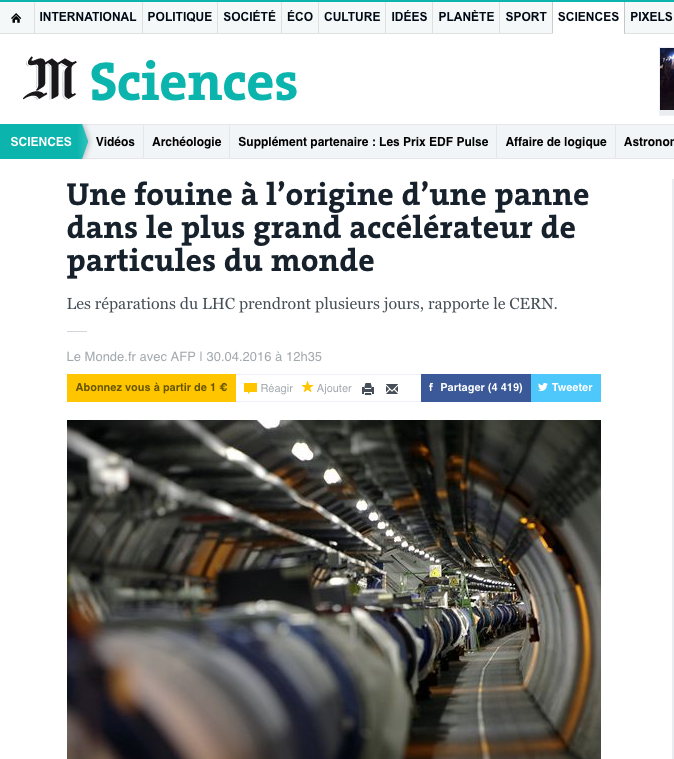 INTERNATIONAL POLITIQUE SOCIÉTÉ ÉCO CULTURE IDÉES PLANÈTE SPORT SCIENCES PIXELS
M Sciences
SCIENCES Vidéos Archéologie Supplément partenaire : Les Prix EDF Pulse Affaire de logique Astronom
Une fouine à l’origine d’une panne
dans le plus grand accélérateur de
particules du monde
Les réparations du LHC prendront plusieurs jours, rapporte le CERN.
Le Monde.fr avec AFP | 30.04.2016 à 12h35
Abonnez vous à partir de 1 € Réagir Ajouter f Partager (4 419) Tweeter